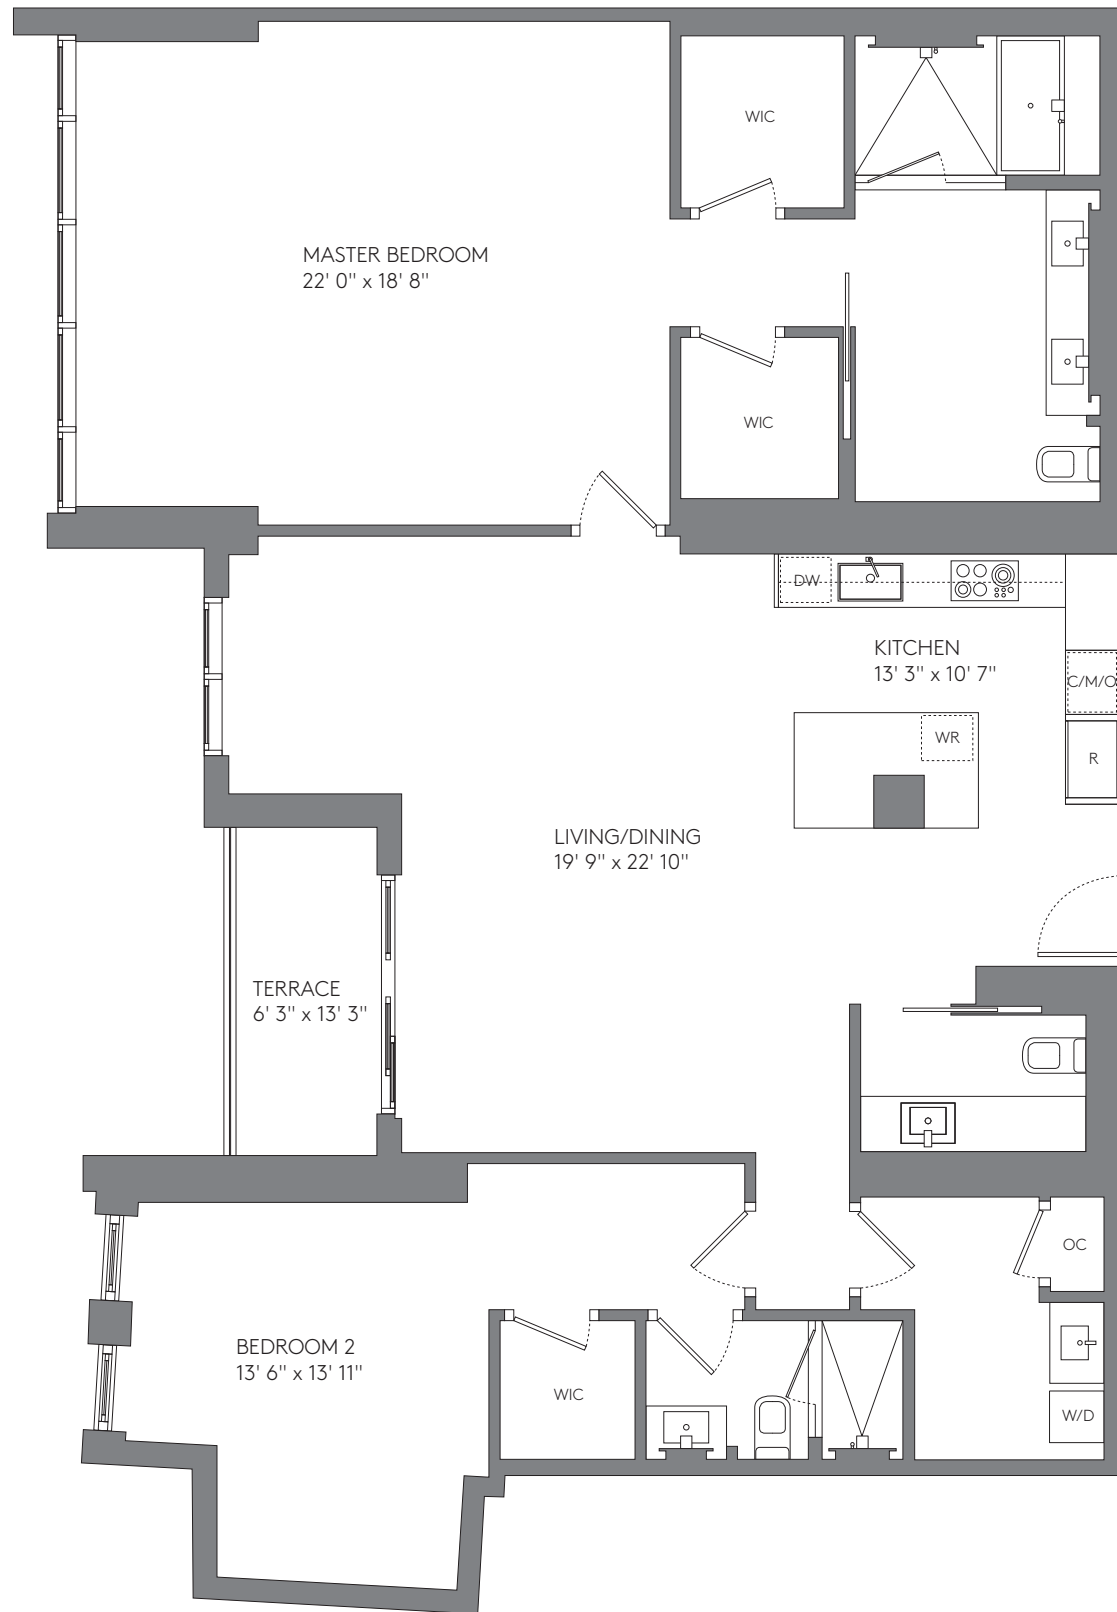 WIC
MASTER BEDROOM
22' 0" x 18' 8"
WIC
DW
KITCHEN
13' 3" x 10' 7"
C/M/O
WR
R
LIVING/DINING
19' 9" x 22' 10"
TERRACE
6' 3" x 13' 3"
OC
BEDROOM 2
13' 6" x 13' 11"
WIC
W/D